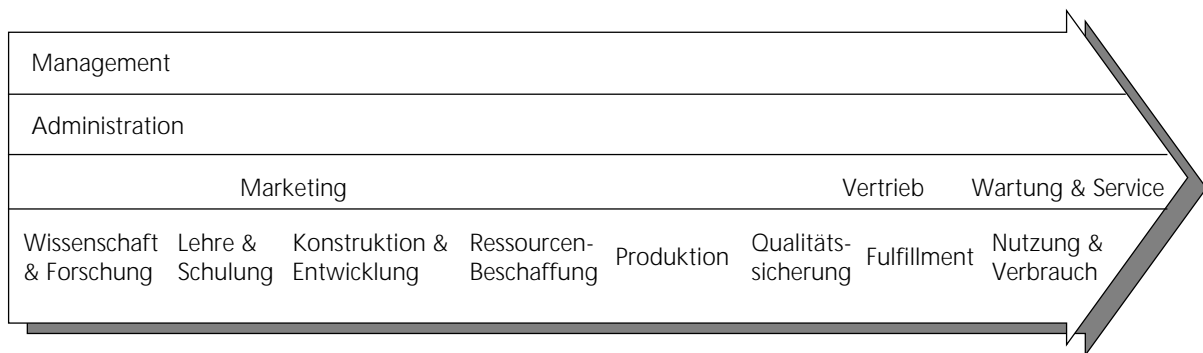 Management
Administration
Marketing Vertrieb Wartung & Service
Wissenschaft
& Forschung
Lehre &
Schulung
Konstruktion &
Entwicklung
Ressourcen-
Beschaffung
Produktion
Qualitäts-
sicherung
Fulfillment
Nutzung &
Verbrauch